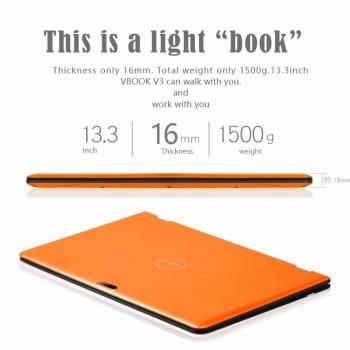 This is a light “book”
Thickness only 16mm. Total weight only 1500g.13.3inch
VBOOK V3 can walk with you.
and
work with you
13.3
inch
16mm
Thickness
1500g
weight
约 16mm